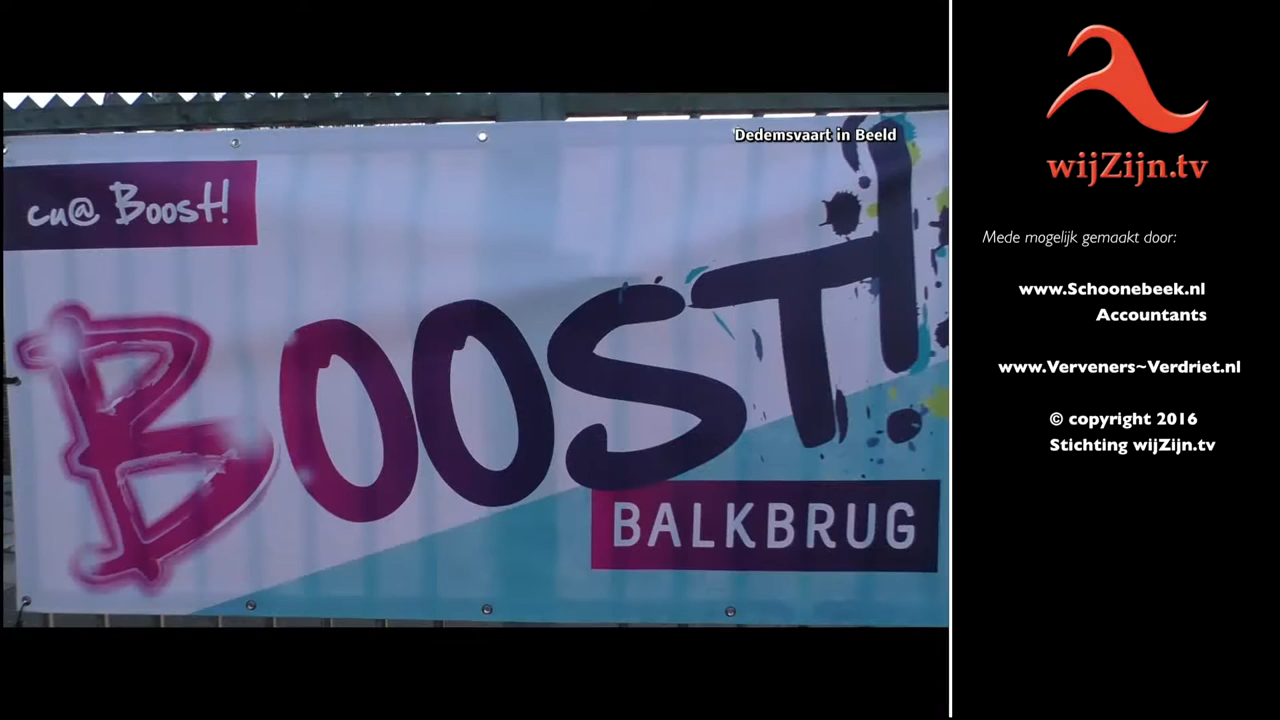 Dedemsvaart in Beeld
cu@ Boost!
BOOST!
BALKBRUG
wijZijn.tv
Mede mogelijk gemaakt door:
www.Schoonebeek.nl
Accountants
www.Verveners~Verdriet.nl
© copyright 2016
Stichting wijZijn.tv